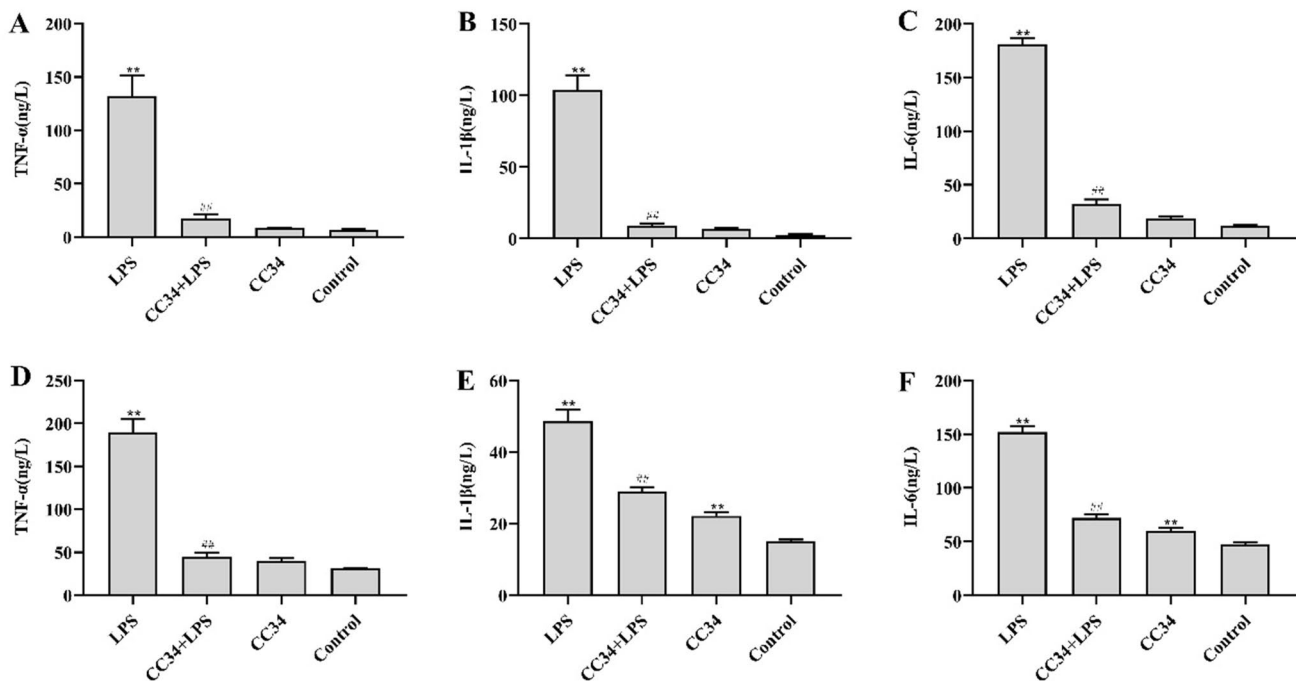 A
TNF-α(ng/L)
200
150
100
50
0
**
##
LPS
CC34+LPS
CC34
Control
B
IL-1β(ng/L)
150
100
50
0
**
##
LPS
CC34+LPS
CC34
Control
C
IL-6(ng/L)
200
150
100
50
0
**
##
LPS
CC34+LPS
CC34
Control
D
TNF-α(ng/L)
250
200
150
100
50
0
**
##
LPS
CC34+LPS
CC34
Control
E
IL-1β(ng/L)
60
40
20
0
**
##
**
LPS
CC34+LPS
CC34
Control
F
IL-6(ng/L)
200
150
100
50
0
**
##
**
LPS
CC34+LPS
CC34
Control